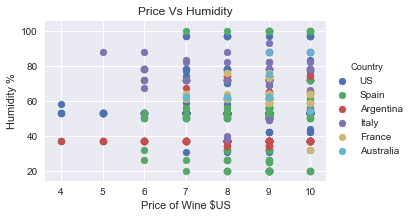 Price Vs Humidity
100
80
60
40
20
Humidity %
4 5 6 7 8 9 10
Price of Wine $US
Country
US
Spain
Argentina
Italy
France
Australia